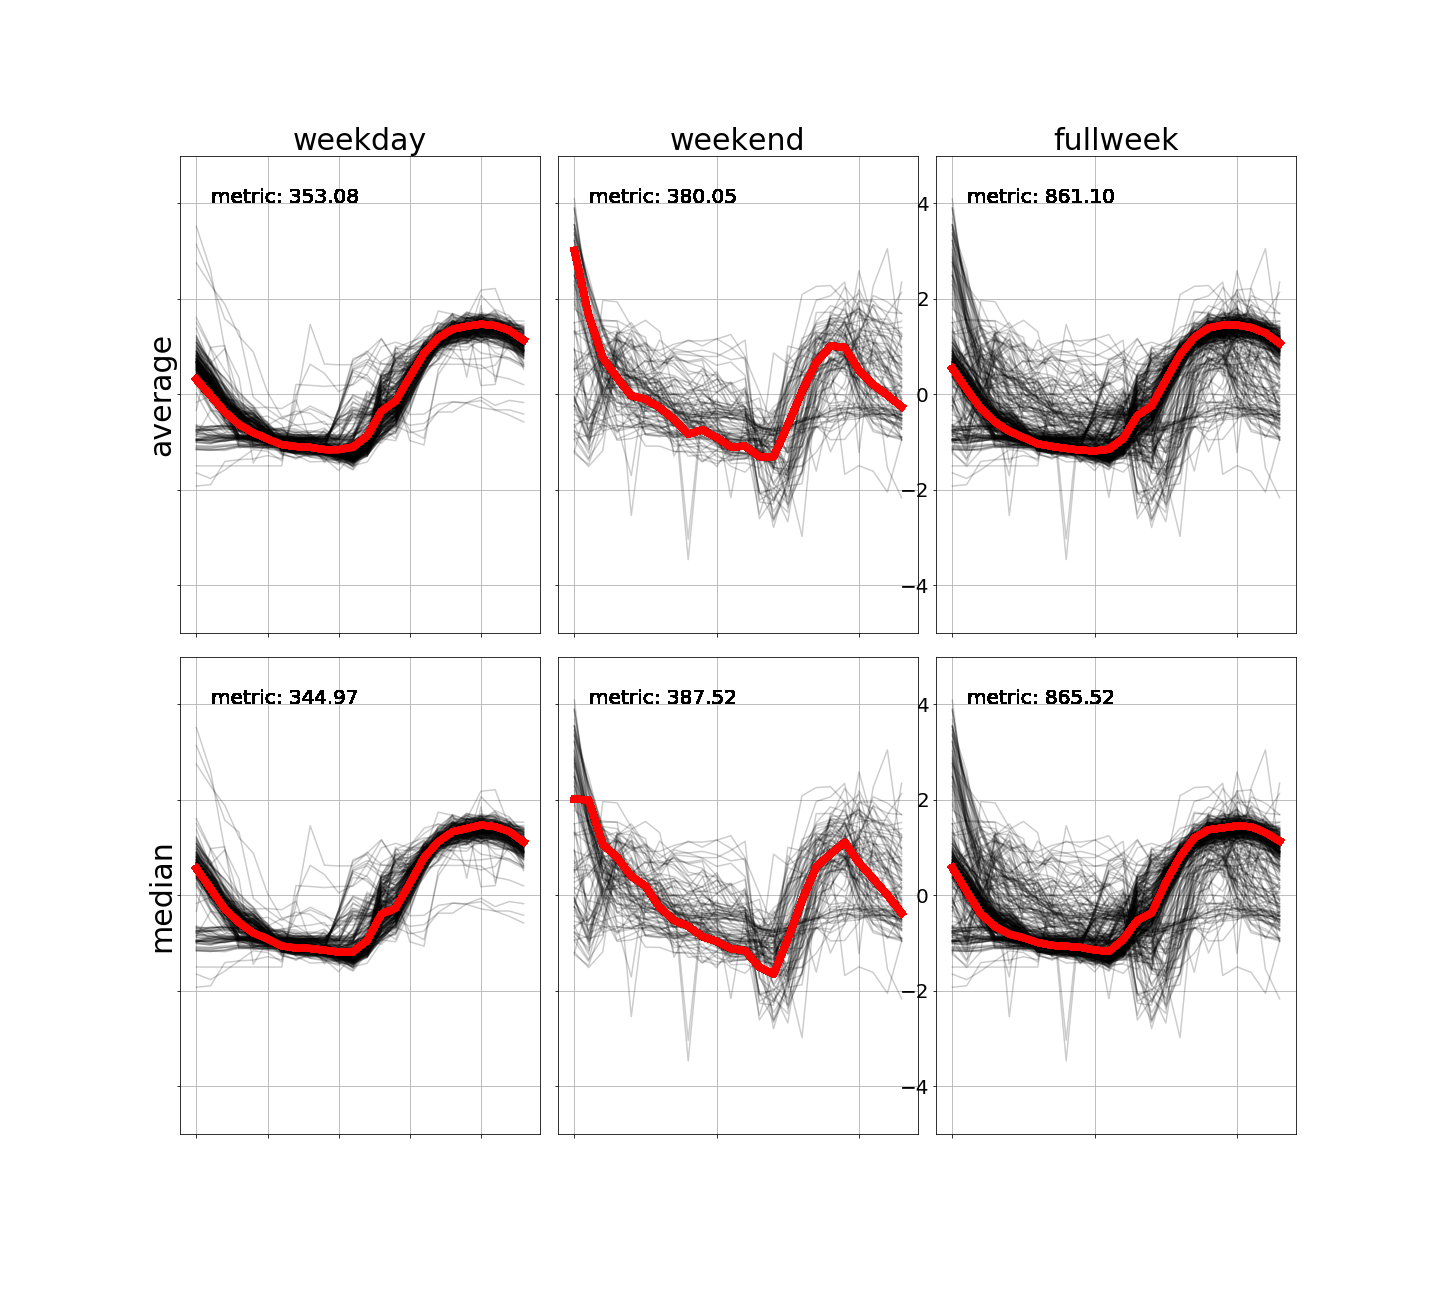 weekday weekend fullweek
metric: 353.08 metric: 380.05 metric: 861.10
4
2
average
0
−2
−4
metric: 344.97 metric: 387.52 metric: 865.52
4
2
median
0
−2
−4